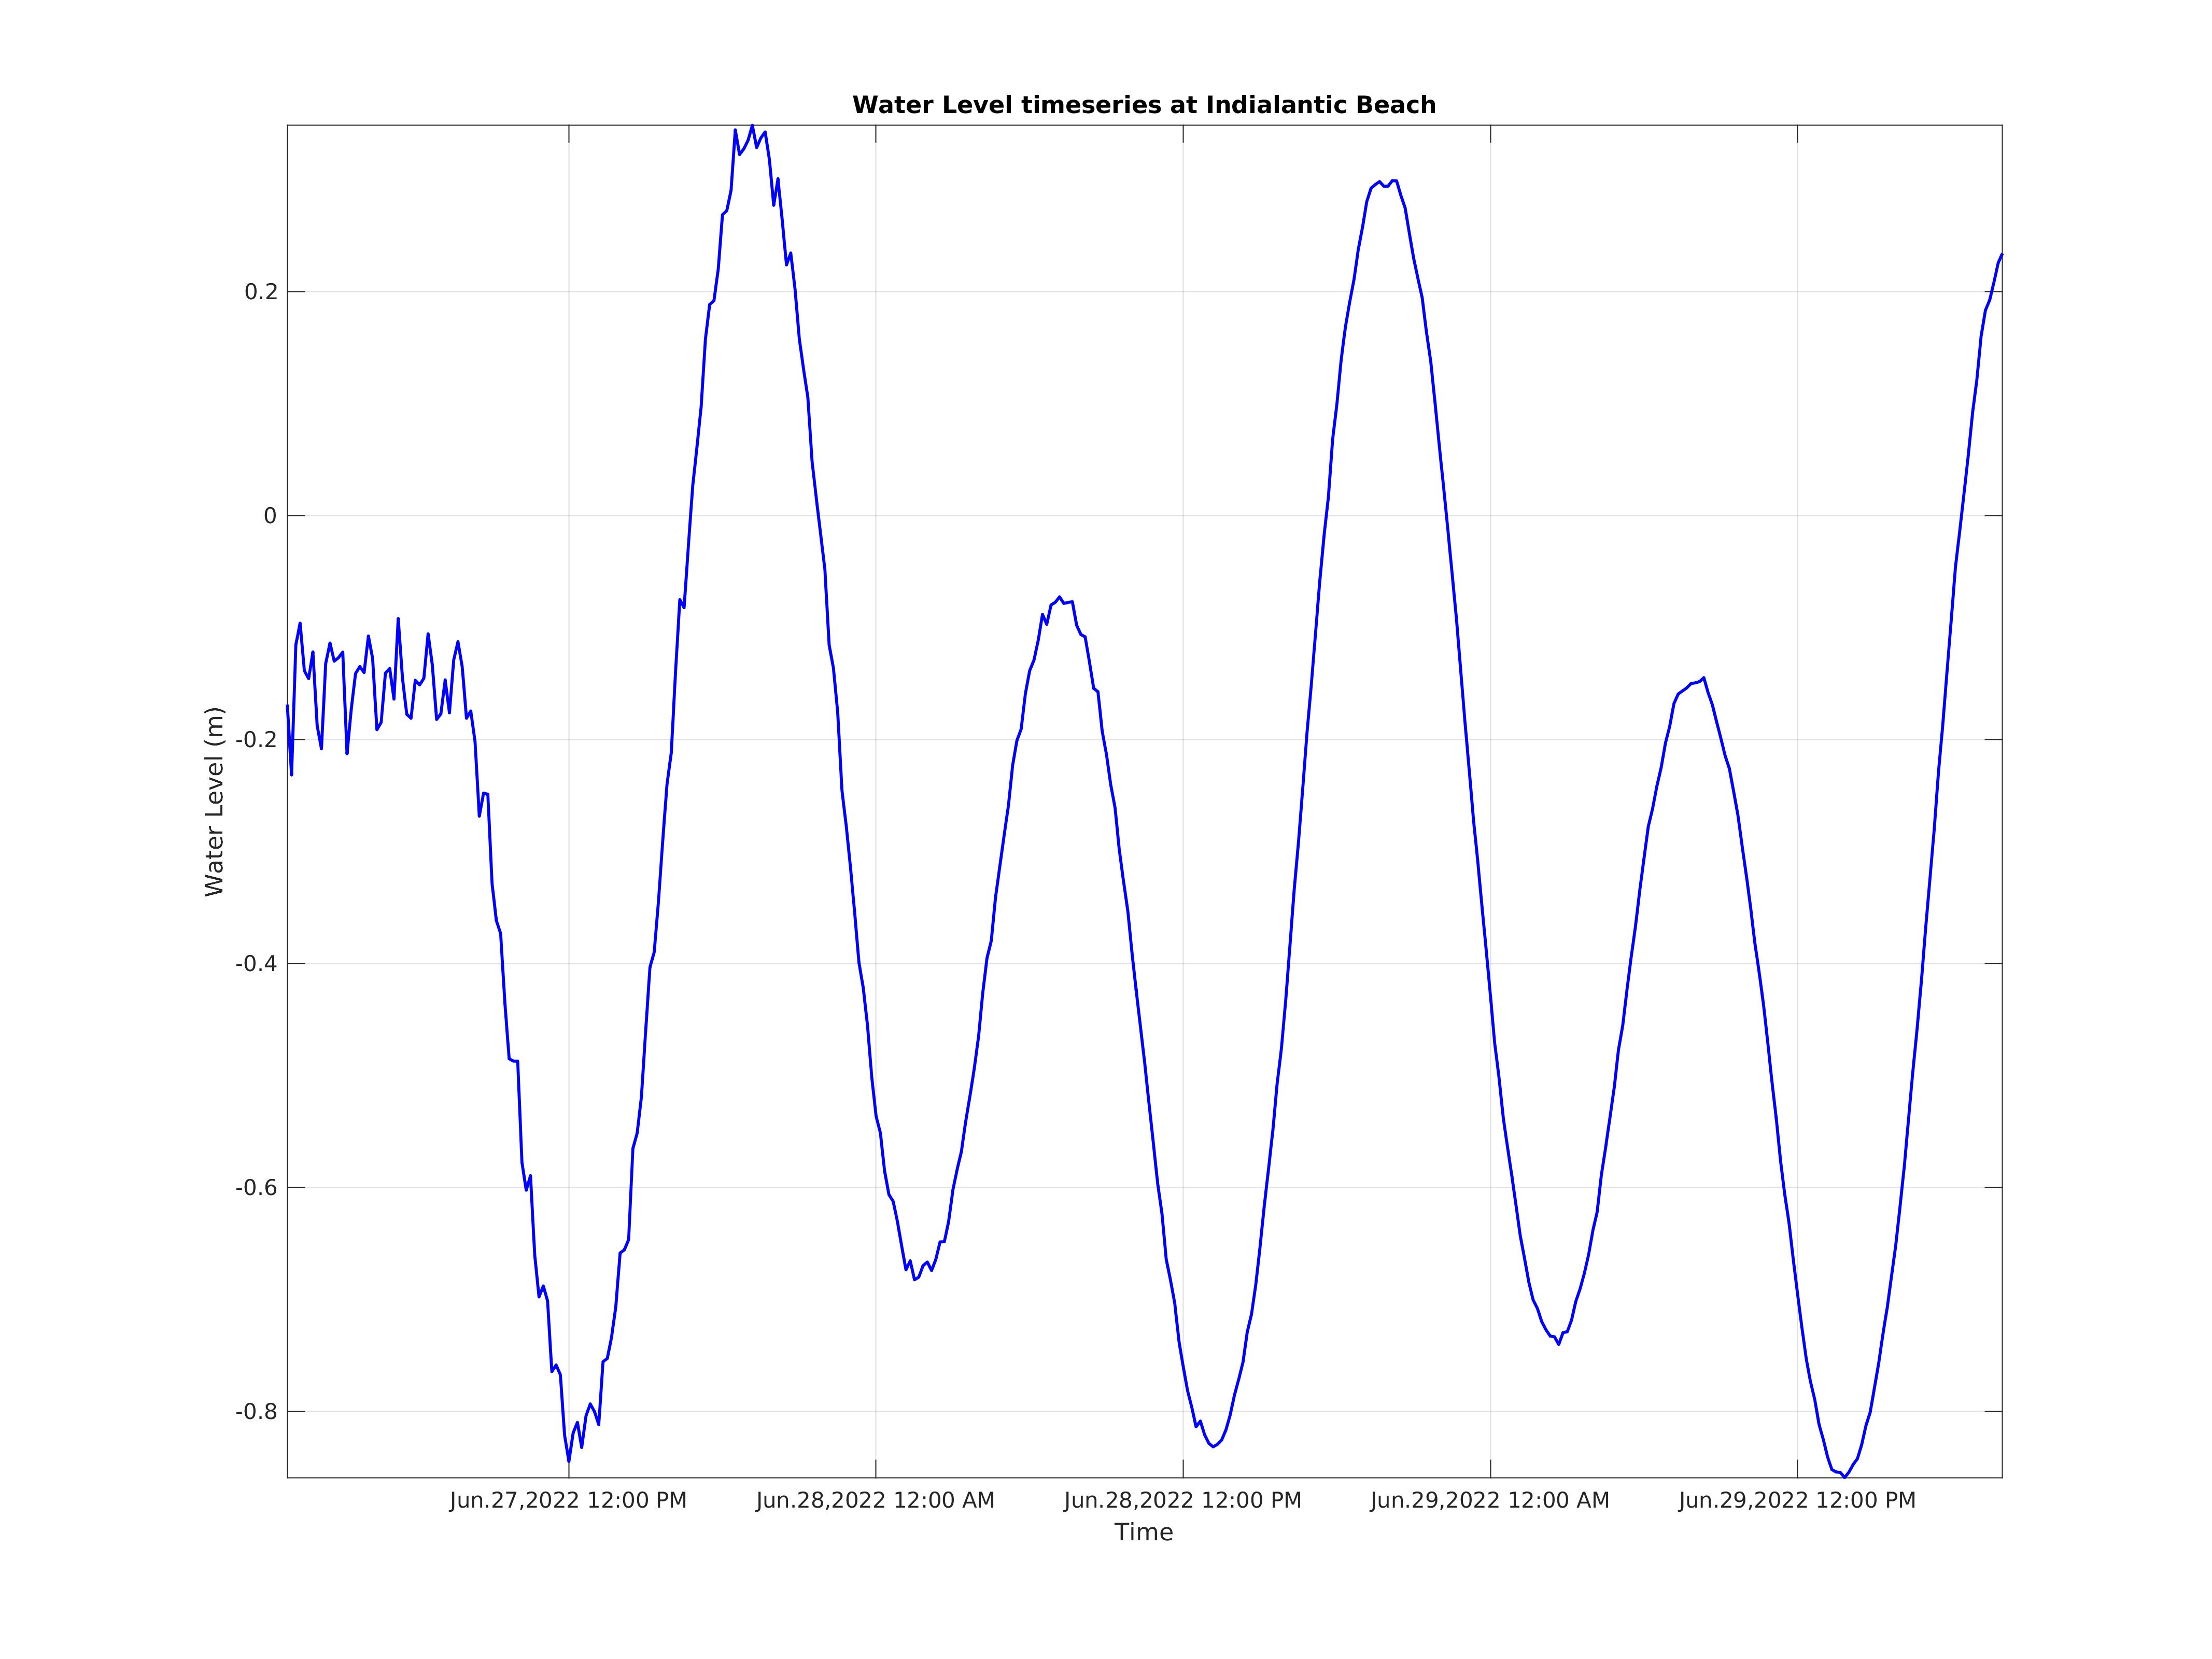 Water Level timeseries at Indialantic Beach
0.2
0
-0.2
-0.4
-0.6
-0.8
Water Level (m)
Jun.27,2022 12:00 PM
Jun.28,2022 12:00 AM
Jun.28,2022 12:00 PM
Jun.29,2022 12:00 AM
Jun.29,2022 12:00 PM
Time